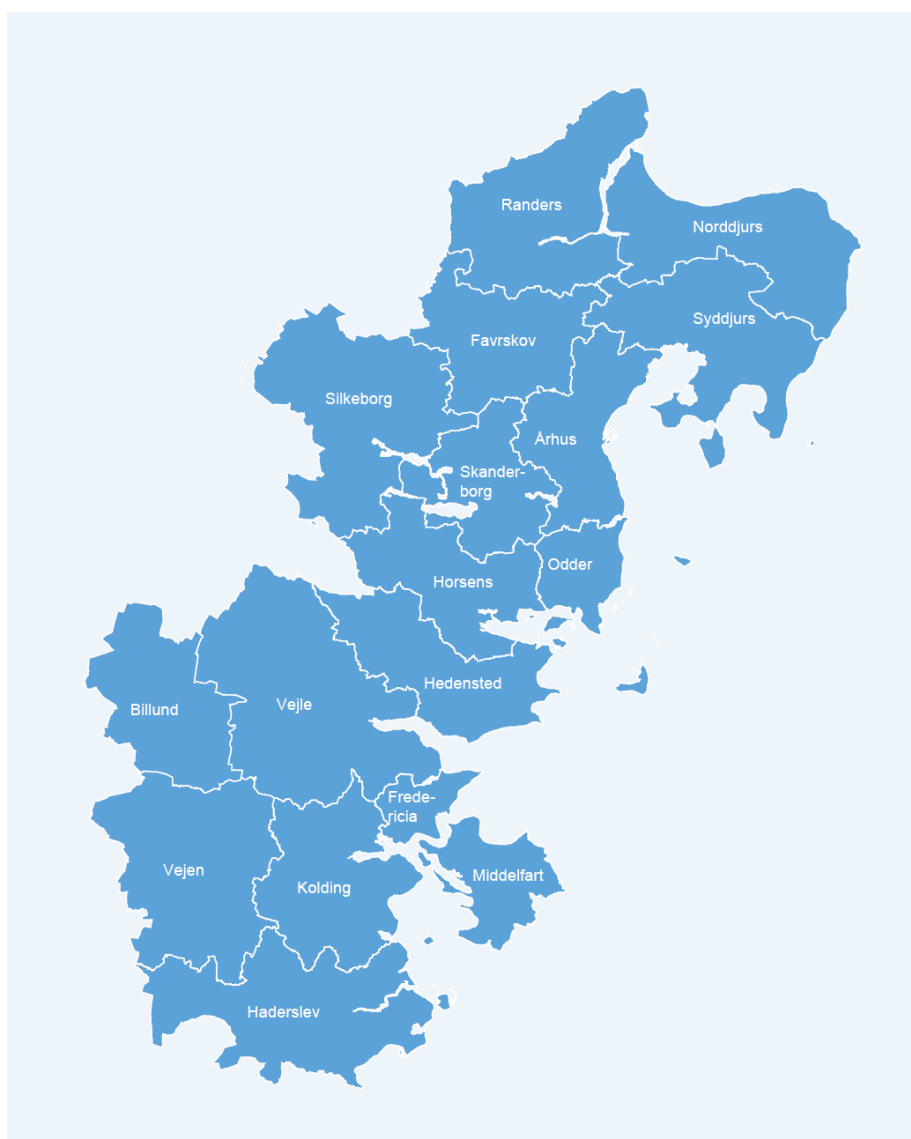 Randers
Norddjurs
Syddjurs
Favrskov
Silkeborg
Århus
Skander-
borg
Odder
Horsens
Hedensted
Vejle
Billund
Frede-
ricia
Vejen
Kolding
Middelfart
Haderslev